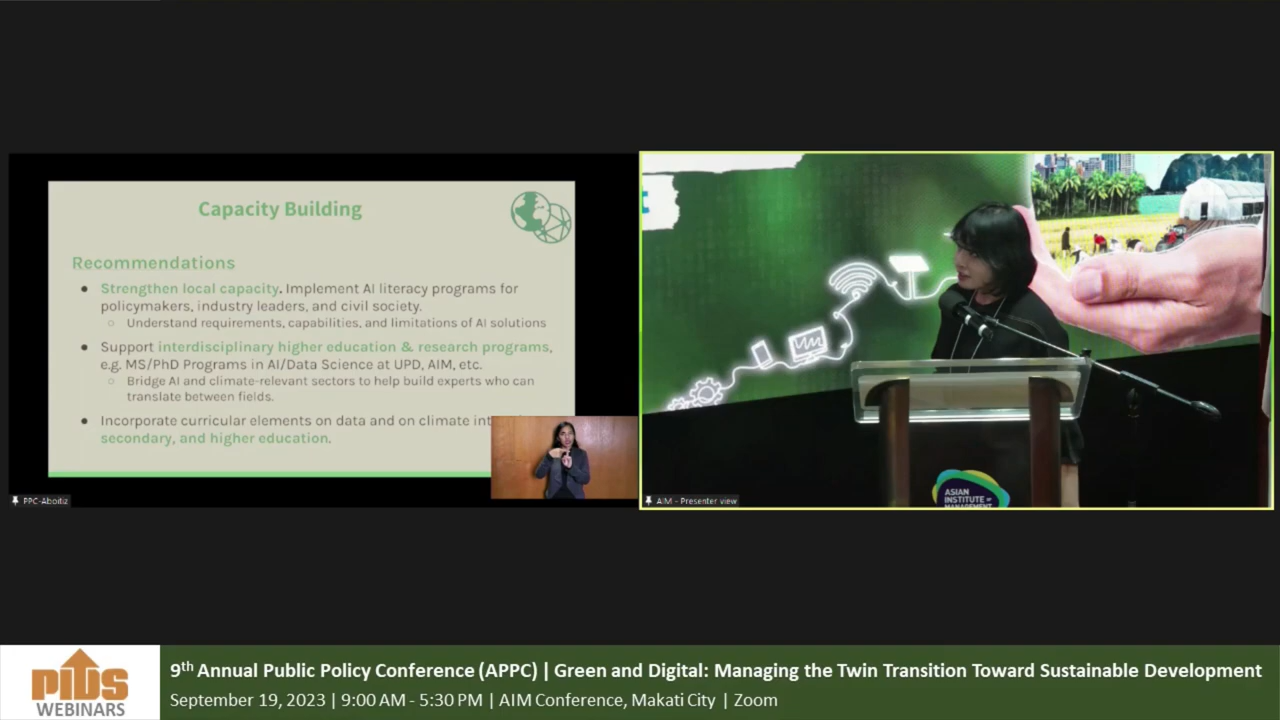 Capacity Building
Recommendations
● Strengthen local capacity. Implement AI literacy programs for
policymakers, industry leaders, and civil society.
○ Understand requirements, capabilities, and limitations of AI solutions
● Support interdisciplinary higher education & research programs,
e.g. MS/PhD Programs in AI/Data Science at UPD, AIM, etc.
○ Bridge AI and climate-relevant sectors to help build experts who can
translate between fields.
● Incorporate curricular elements on data and on climate int
secondary, and higher education.
PPC-Aboitiz
ASIAN
INSTITUTE OF
MANAGEMENT
AIM - Presenter view
pids
WEBINARS
9th Annual Public Policy Conference (APPC) | Green and Digital: Managing the Twin Transition Toward Sustainable Development
September 19, 2023 | 9:00 AM - 5:30 PM | AIM Conference, Makati City | Zoom